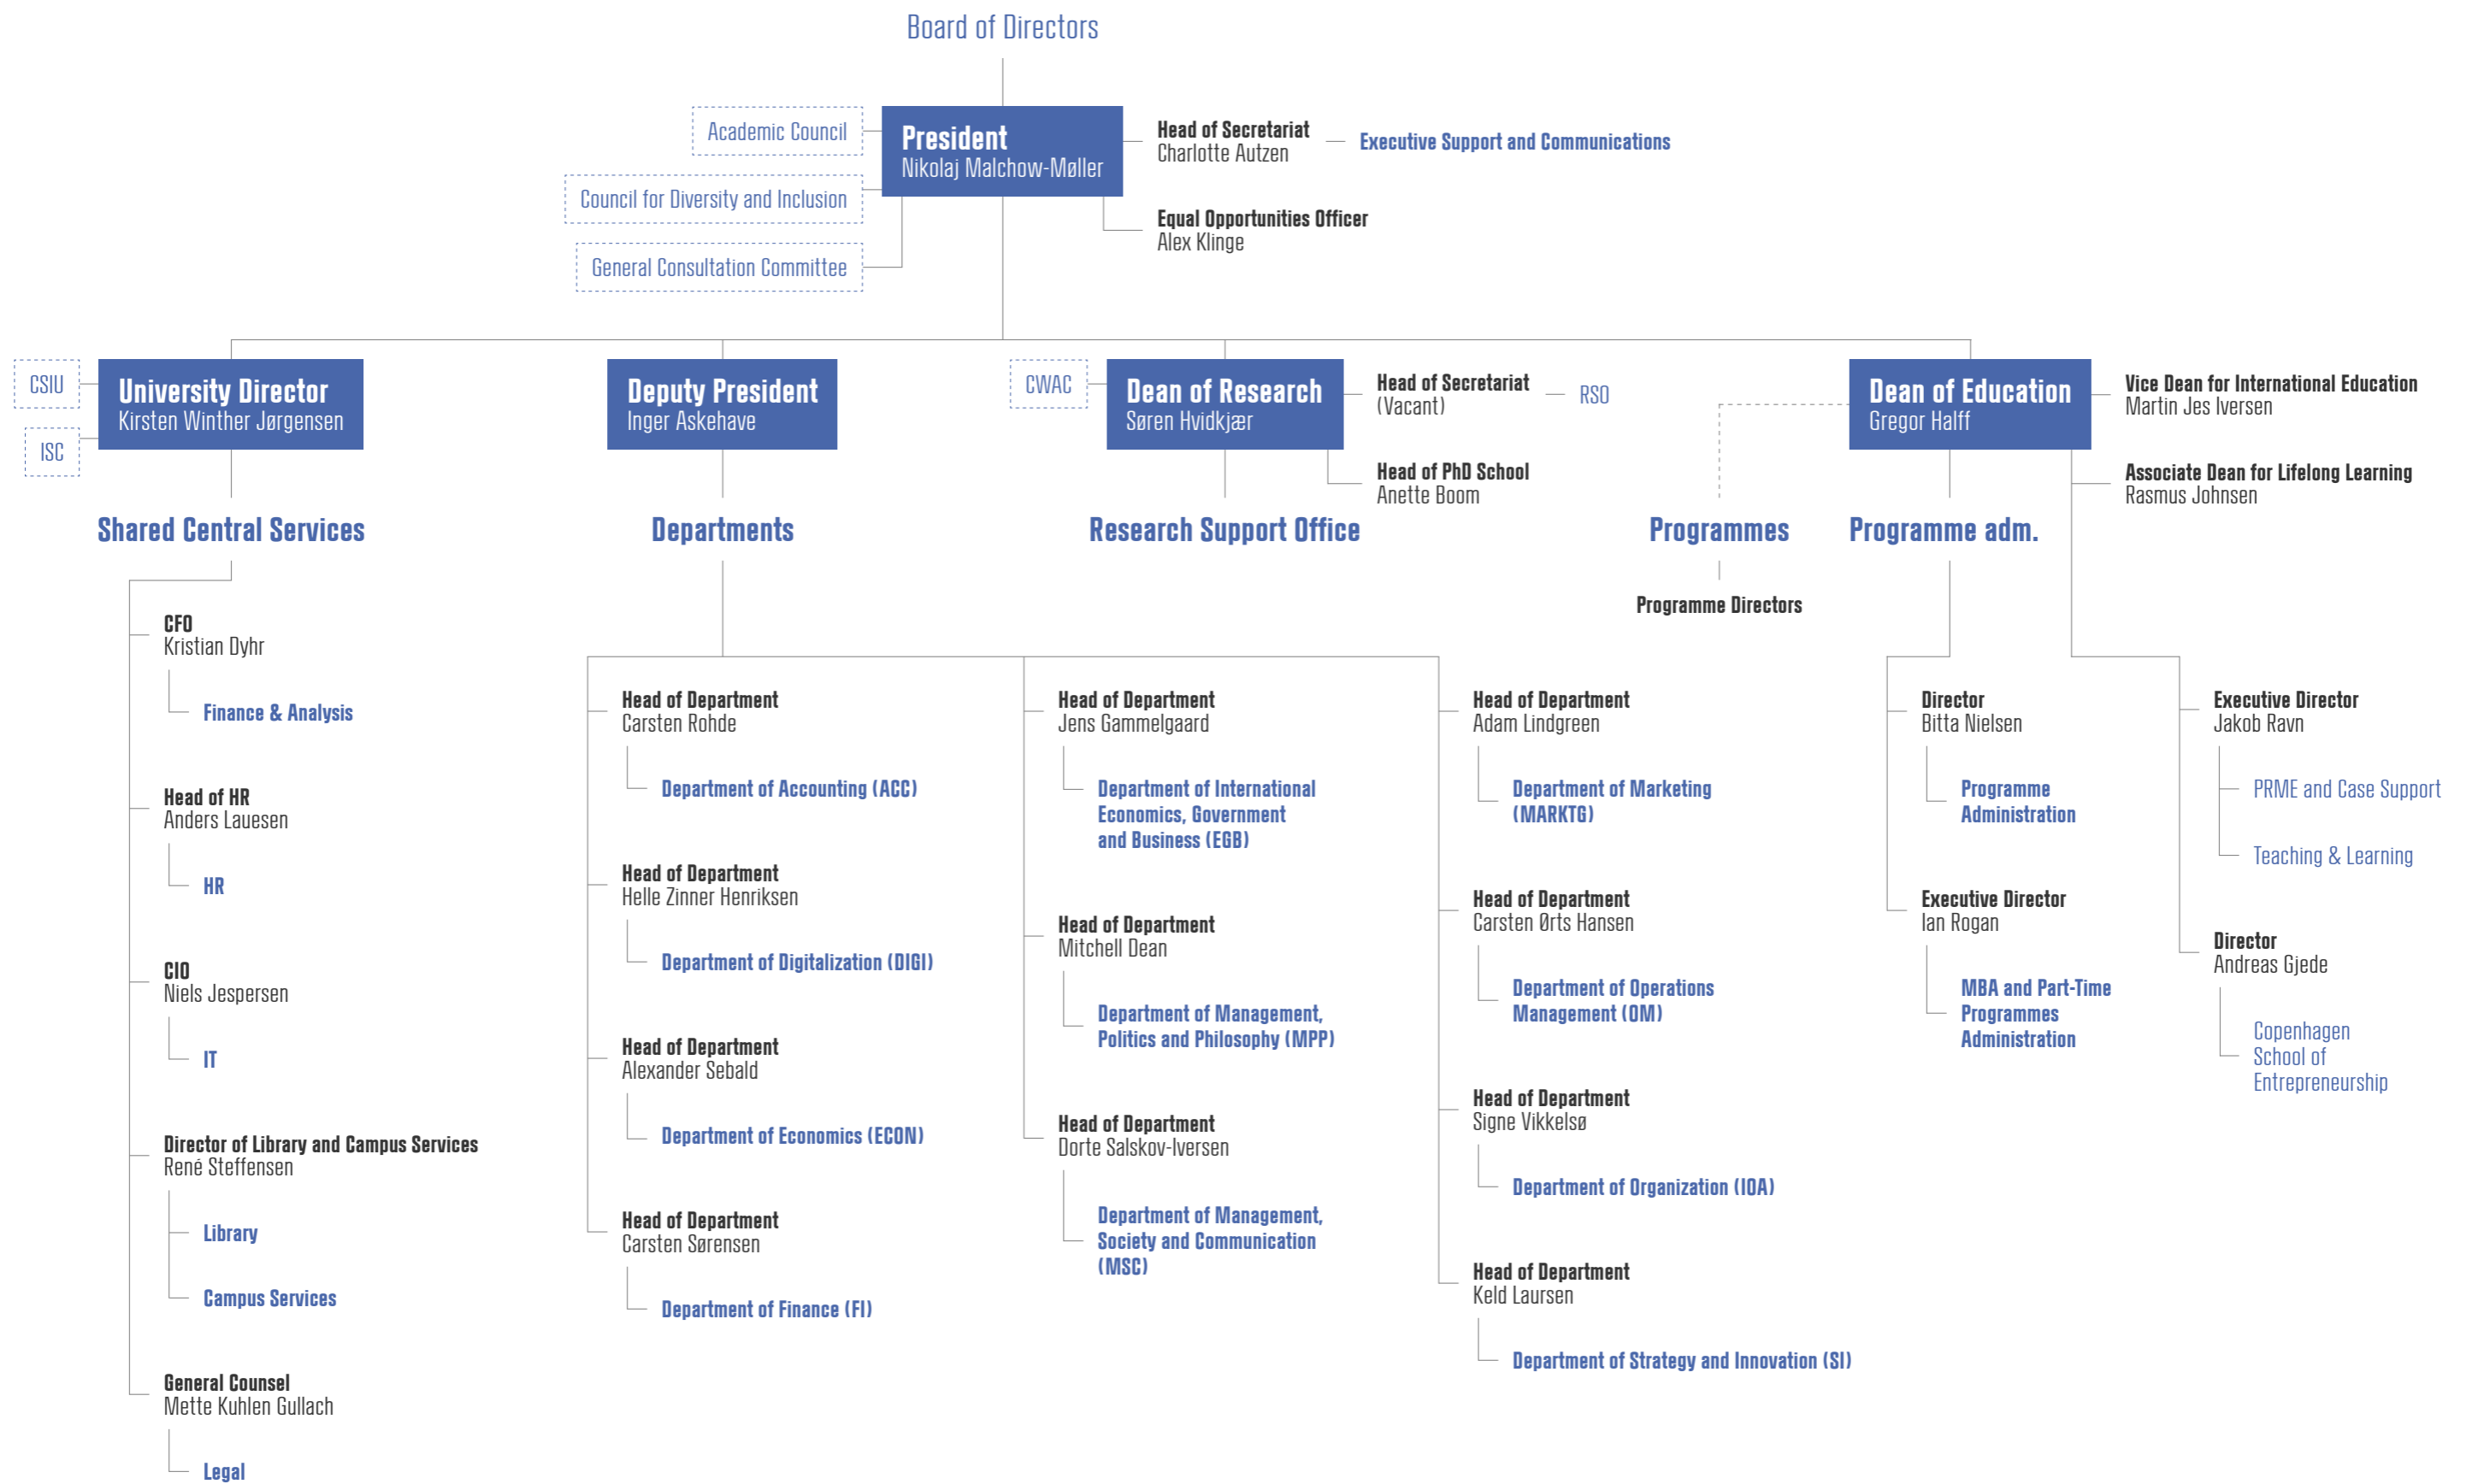 Board of Directors
Academic Council
President
Nikolaj Malchow-Møller
Head of Secretariat
Charlotte Autzen
Executive Support and Communications
Council for Diversity and Inclusion
Equal Opportunities Officer
Alex Klinge
General Consultation Committee
CSIU
University Director
Kirsten Winther Jørgensen
ISC
Deputy President
Inger Askehave
CWAC
Dean of Research
Søren Hvidkjær
Head of Secretariat
(Vacant)
RSO
Head of PhD School
Anette Boom
Dean of Education
Gregor Halff
Vice Dean for International Education
Martin Jes Iversen
Associate Dean for Lifelong Learning
Rasmus Johnsen
Shared Central Services
Departments
Research Support Office
Programmes
Programme adm.
Programme Directors
CFO
Kristian Dyhr
Finance & Analysis
Head of HR
Anders Lauesen
HR
CIO
Niels Jespersen
IT
Director of Library and Campus Services
René Steffensen
Library
Campus Services
General Counsel
Mette Kuhlen Gullach
Legal
Head of Department
Carsten Rohde
Department of Accounting (ACC)
Head of Department
Helle Zinner Henriksen
Department of Digitalization (DIGI)
Head of Department
Alexander Sebald
Department of Economics (ECON)
Head of Department
Carsten Sørensen
Department of Finance (FI)
Head of Department
Jens Gammelgaard
Department of International
Economics, Government
and Business (EGB)
Head of Department
Mitchell Dean
Department of Management,
Politics and Philosophy (MPP)
Head of Department
Dorte Salskov-Iversen
Department of Management,
Society and Communication
(MSC)
Head of Department
Adam Lindgreen
Department of Marketing
(MARKTG)
Head of Department
Carsten Ørts Hansen
Department of Operations
Management (OM)
Head of Department
Signe Vikkelsø
Department of Organization (IOA)
Head of Department
Keld Laursen
Department of Strategy and Innovation (SI)
Director
Bitta Nielsen
Programme
Administration
Executive Director
Ian Rogan
MBA and Part-Time
Programmes
Administration
Executive Director
Jakob Ravn
PRME and Case Support
Teaching & Learning
Director
Andreas Gjede
Copenhagen
School of
Entrepreneurship